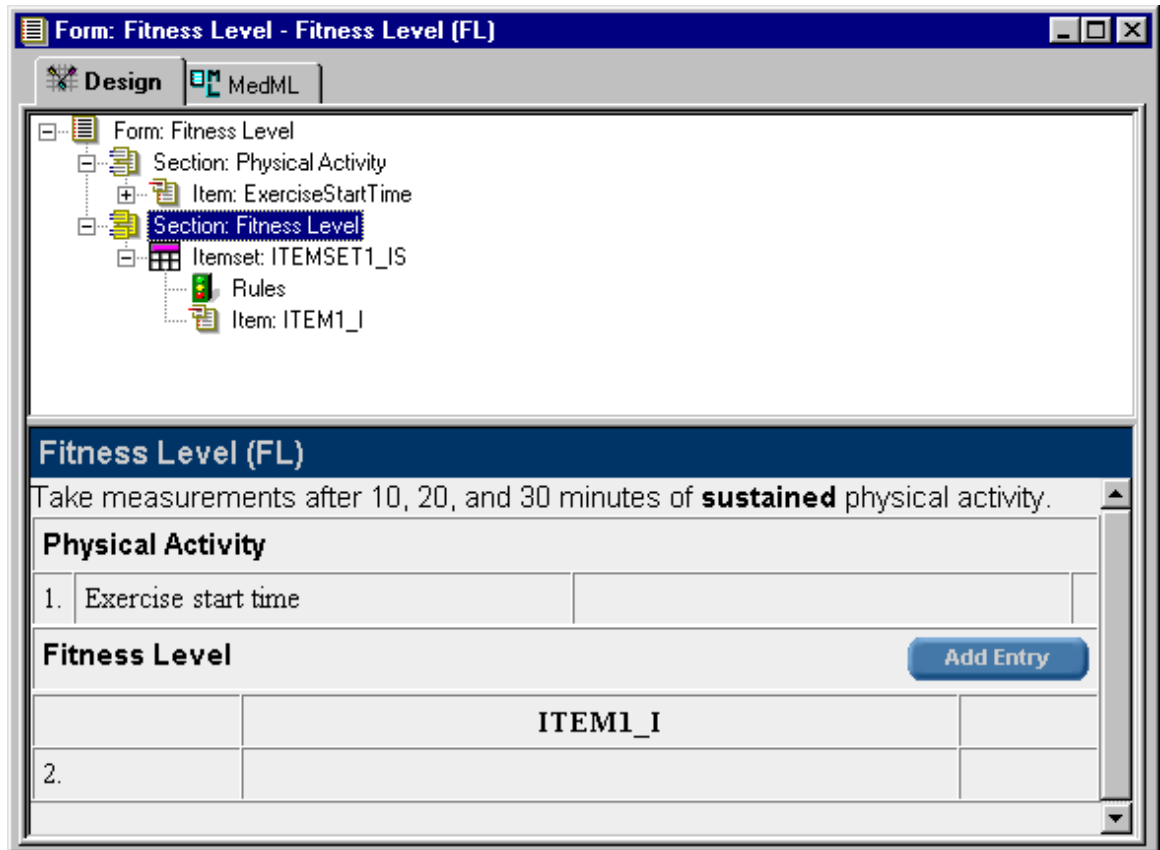 Form: Fitness Level - Fitness Level (FL)
Design MedML
Form: Fitness Level
Section: Physical Activity
Item: ExerciseStartTime
Section: Fitness Level
Itemset: ITEMSET1_IS
Rules
Item: ITEM1_I
Fitness Level (FL)
Take measurements after 10, 20, and 30 minutes of sustained physical activity.
Physical Activity
1. Exercise start time
Fitness Level Add Entry
ITEM1_I
2.